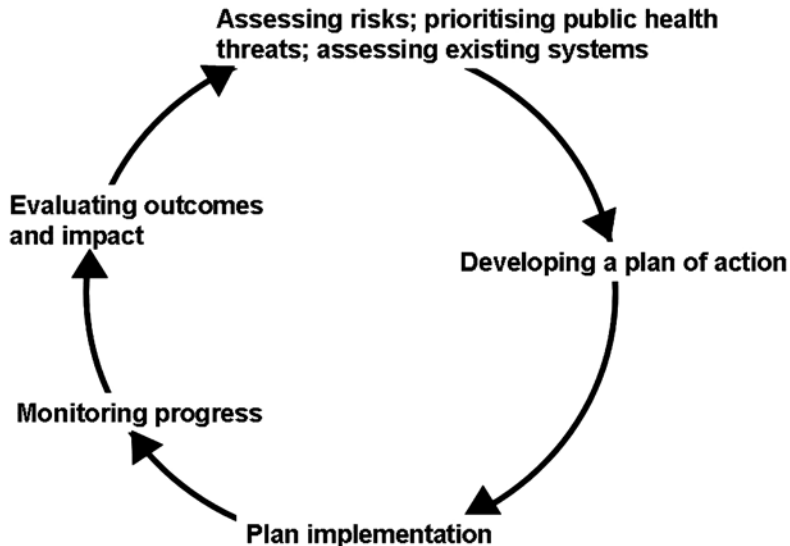 Assessing risks; prioritising public health
threats; assessing existing systems
Developing a plan of action
Plan implementation
Monitoring progress
Evaluating outcomes
and impact